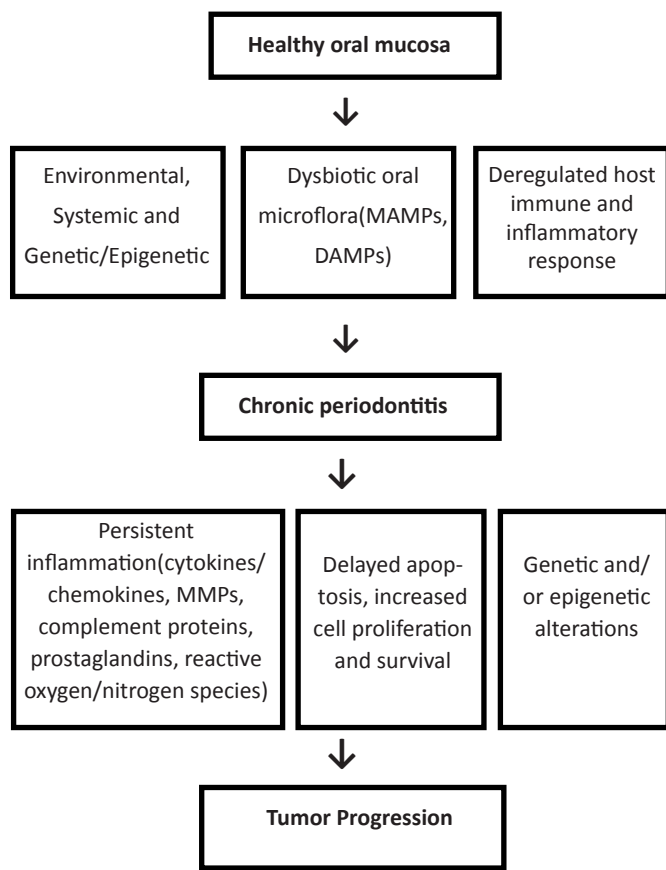 Healthy oral mucosa
Environmental,
Systemic and
Genetic/Epigenetic
Dysbiotic oral
microflora(MAMPs,
DAMPs)
Deregulated host
immune and
inflammatory
response
Chronic periodontitis
Persistent
inflammation(cytokines/
chemokines, MMPs,
complement proteins,
prostaglandins, reactive
oxygen/nitrogen species)
Delayed apop-
tosis, increased
cell proliferation
and survival
Genetic and/
or epigenetic
alterations
Tumor Progression